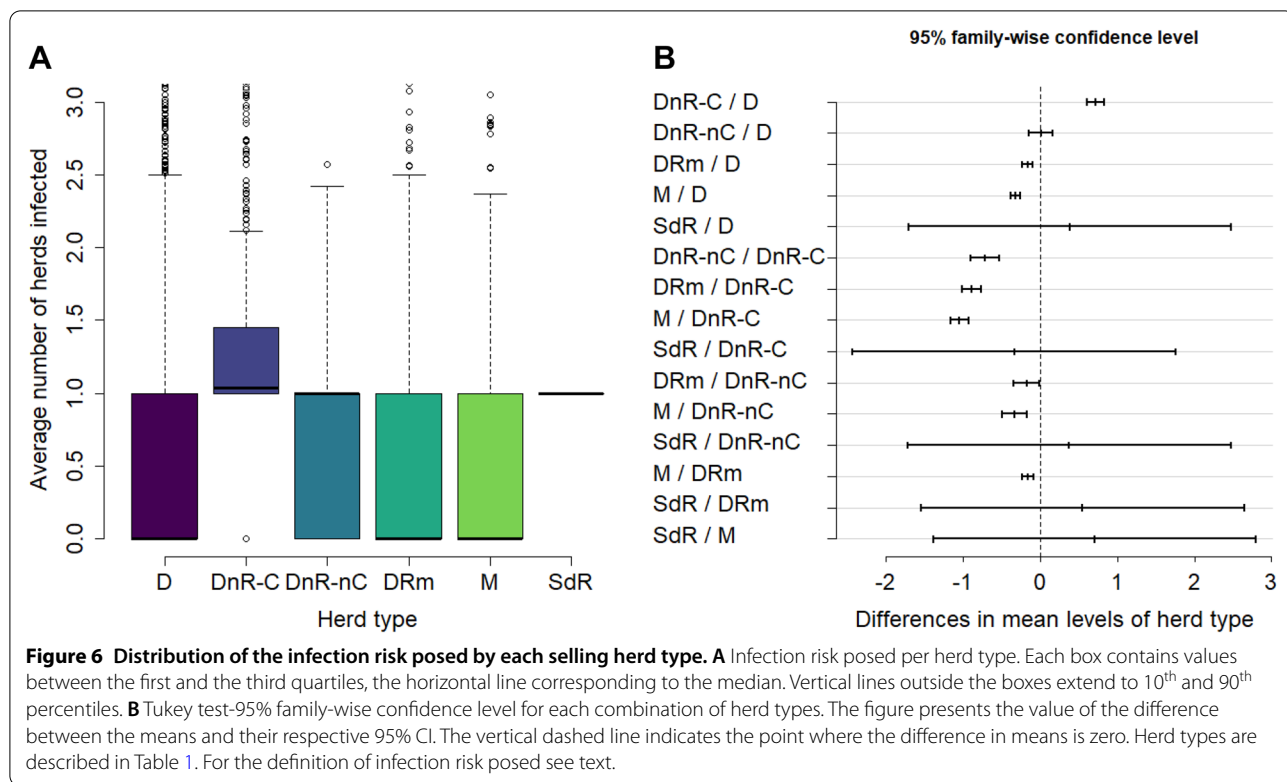 A
3.0
2.5
2.0
1.5
1.0
0.5
0.0
Average number of herds infected
D DnR-C DnR-nC DRm M SdR
Herd type
95% family-wise confidence level
B
DnR-C / D
DnR-nC / D
DRm / D
M / D
SdR / D
DnR-nC / DnR-C
DRm / DnR-C
M / DnR-C
SdR / DnR-C
DRm / DnR-nC
M / DnR-nC
SdR / DnR-nC
M / DRm
SdR / DRm
SdR / M
-2 -1 0 1 2 3
Differences in mean levels of herd type
Figure 6 Distribution of the infection risk posed by each selling herd type. A Infection risk posed per herd type. Each box contains values
between the first and the third quartiles, the horizontal line corresponding to the median. Vertical lines outside the boxes extend to 10th and 90th
percentiles. B Tukey test-95% family-wise confidence level for each combination of herd types. The figure presents the value of the difference
between the means and their respective 95% CI. The vertical dashed line indicates the point where the difference in means is zero. Herd types are
described in Table 1. For the definition of infection risk posed see text.